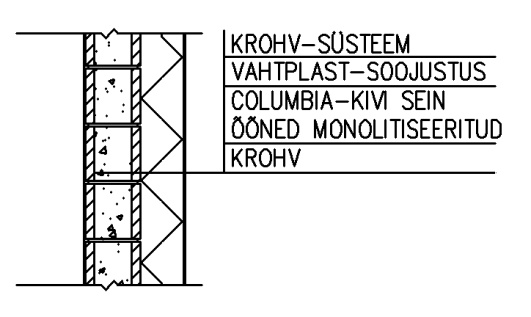 KROHV-SÜSTEEM
VAHTPLAST-SOOJUSTUS
COLUMBIA-KIVI SEIN
ÕÕNED MONOLITISEERITUD
KROHV